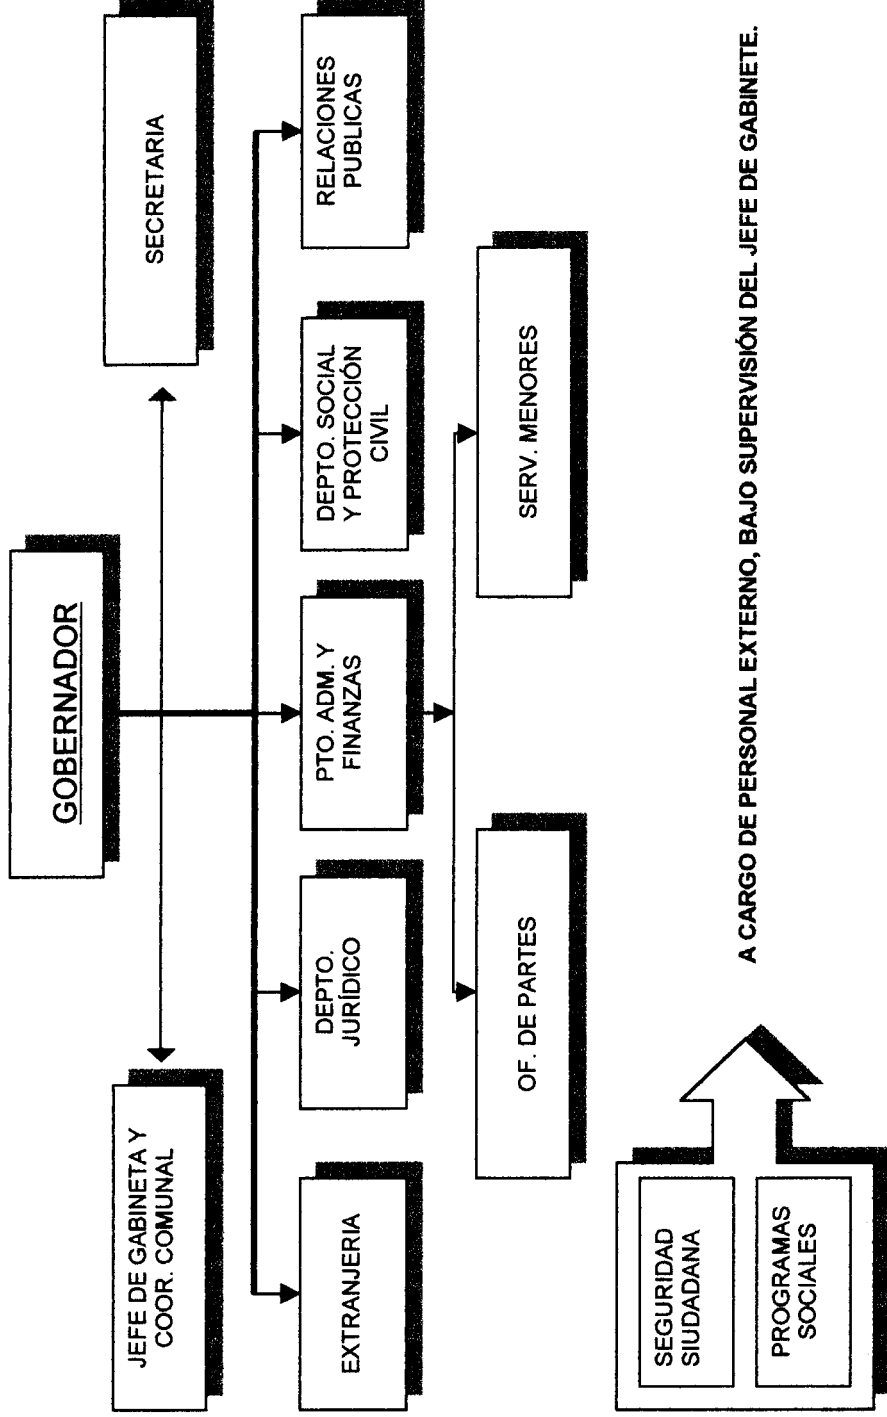 GOBERNADOR
JEFE DE GABINETA Y
COOR. COMUNAL
SECRETARIA
EXTRANJERIA
DEPTO.
JURÍDICO
PTO. ADM. Y
FINANZAS
DEPTO. SOCIAL
Y PROTECCIÓN
CIVIL
RELACIONES
PUBLICAS
OF. DE PARTES
SERV. MENORES
SEGURIDAD
SIUDADANA
PROGRAMAS
SOCIALES
A CARGO DE PERSONAL EXTERNO, BAJO SUPERVISIÓN DEL JEFE DE GABINETE.